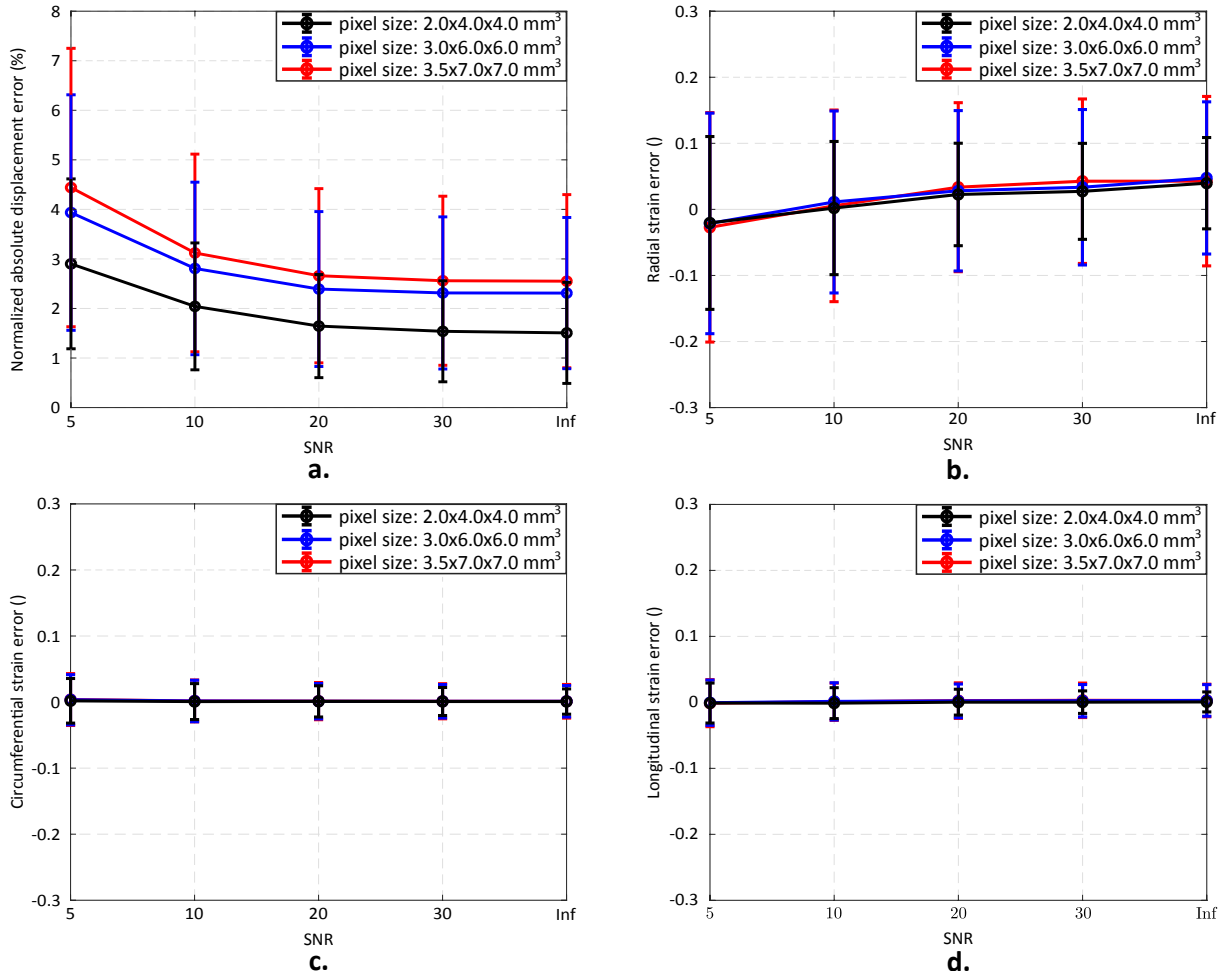 Normalized absolute displacement error (%)
8
7
6
5
4
3
2
1
0
pixel size: 2.0x4.0x4.0 mm³
pixel size: 3.0x6.0x6.0 mm³
pixel size: 3.5x7.0x7.0 mm³
5 10 20 30 Inf
SNR
a.
Radial strain error ()
0.3
0.2
0.1
0
-0.1
-0.2
-0.3
pixel size: 2.0x4.0x4.0 mm³
pixel size: 3.0x6.0x6.0 mm³
pixel size: 3.5x7.0x7.0 mm³
5 10 20 30 Inf
SNR
b.
Circumferential strain error ()
0.3
0.2
0.1
0
-0.1
-0.2
-0.3
pixel size: 2.0x4.0x4.0 mm³
pixel size: 3.0x6.0x6.0 mm³
pixel size: 3.5x7.0x7.0 mm³
5 10 20 30 Inf
SNR
c.
Longitudinal strain error ()
0.3
0.2
0.1
0
-0.1
-0.2
-0.3
pixel size: 2.0x4.0x4.0 mm³
pixel size: 3.0x6.0x6.0 mm³
pixel size: 3.5x7.0x7.0 mm³
5 10 20 30 Inf
SNR
d.